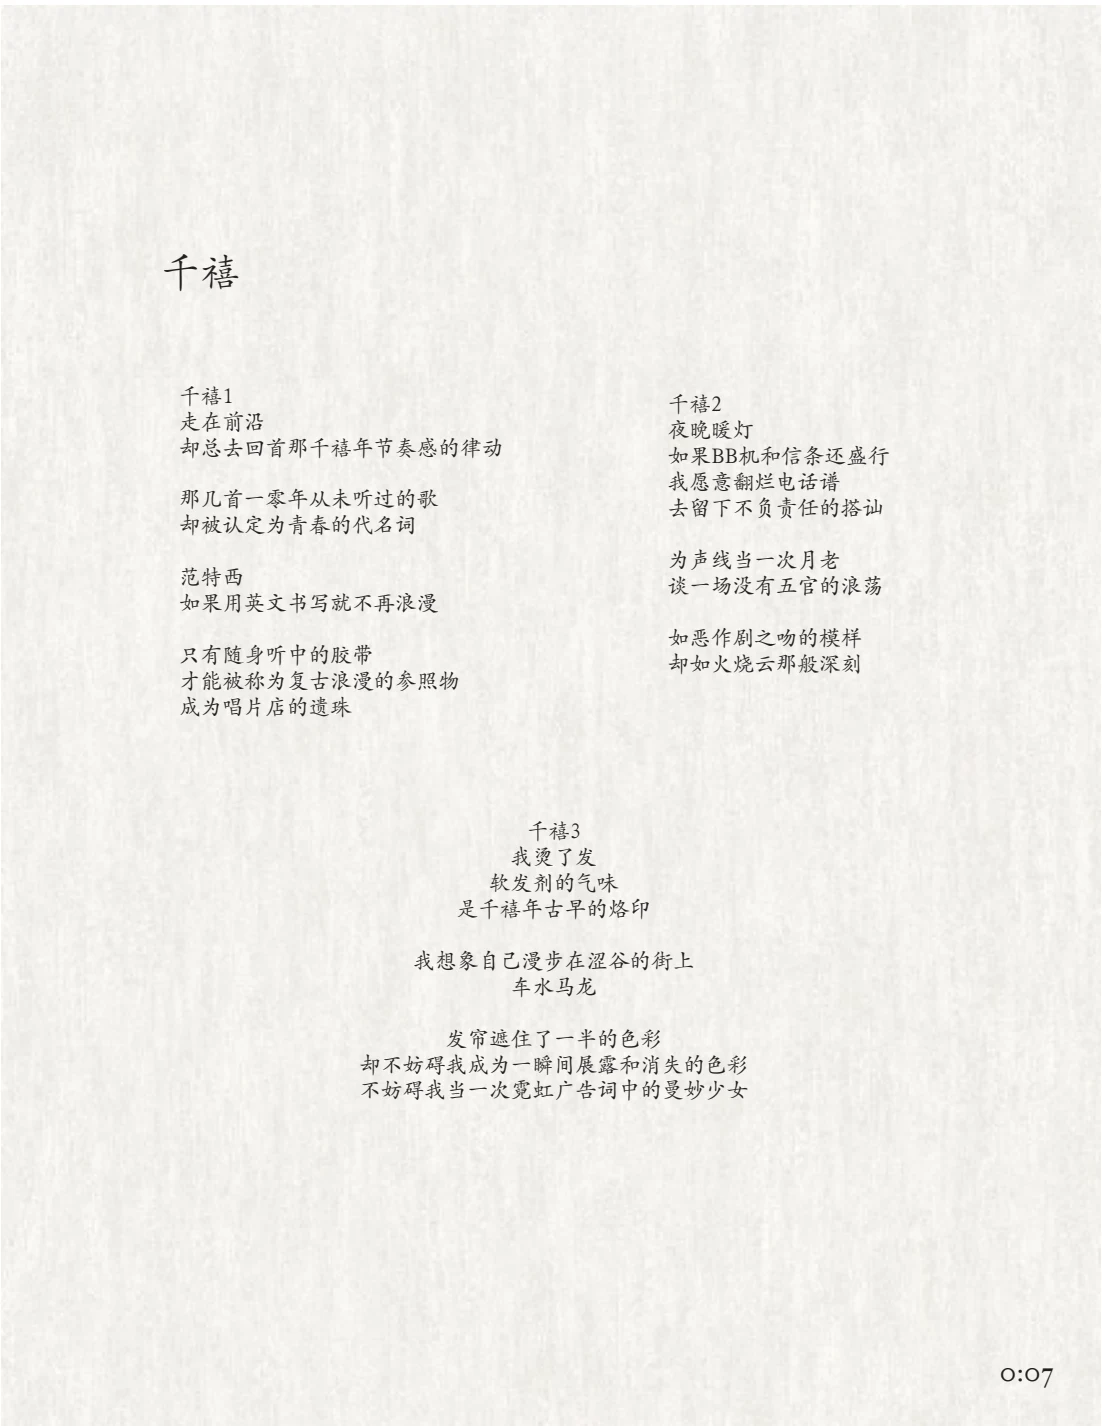 千禧
千禧1
走在前沿
却总去回首那千禧年节奏感的律动
那几首一零年从未听过的歌
却被认定为青春的代名词
范特西
如果用英文书写就不再浪漫
只有随身听中的胶带
才能被称为复古浪漫的参照物
成为唱片店的遗珠
千禧2
夜晚暖灯
如果BB机和信条还盛行
我愿意翻烂电话谱
去留下不负责任的搭讪
为声线当一次月老
谈一场没有五官的浪荡
如恶作剧之吻的模样
却如火烧云那般深刻
千禧3
我烫了发
软发剂的气味
是千禧年古早的烙印
我想象自己漫步在涩谷的街上
车水马龙
发帘遮住了一半的色彩
却不妨碍我成为一瞬间展露和消失的色彩
不妨碍我当一次霓虹广告词中的曼妙少女
0:07